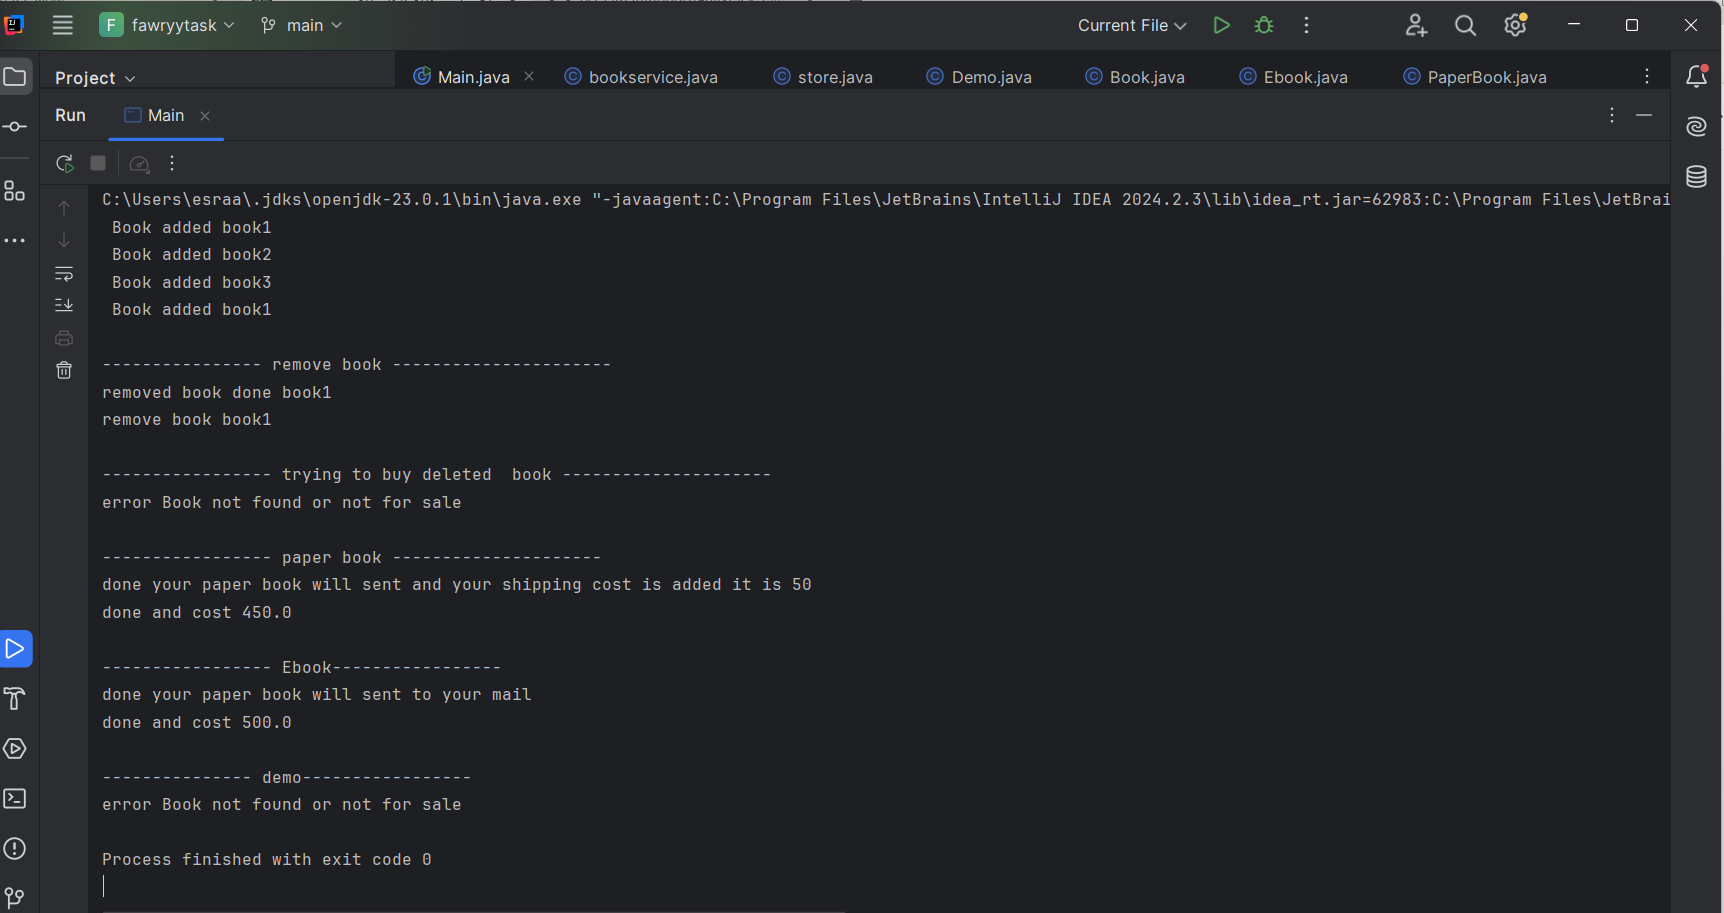 F fawryytask main Current File
Project Main.java bookservice.java store.java Demo.java Book.java Ebook.java PaperBook.java
Run Main
C:\Users\esraa\.jdks\openjdk-23.0.1\bin\java.exe "-javaagent:C:\Program Files\JetBrains\IntelliJ IDEA 2024.2.3\lib\idea_rt.jar=62983:C:\Program Files\JetBrai
Book added book1
Book added book2
Book added book3
Book added book1
---------------- remove book ----------------------
removed book done book1
remove book book1
----------------- trying to buy deleted  book ---------------------
error Book not found or not for sale
----------------- paper book ---------------------
done your paper book will sent and your shipping cost is added it is 50
done and cost 450.0
----------------- Ebook-----------------
done your paper book will sent to your mail
done and cost 500.0
--------------- demo-----------------
error Book not found or not for sale
Process finished with exit code 0